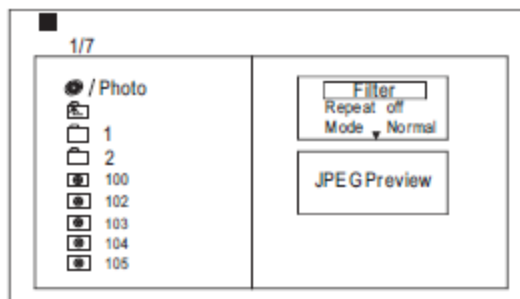 1/7
/ Photo
1
2
100
102
103
104
105
Filter
Repeat off
Mode Normal
JPEG Preview